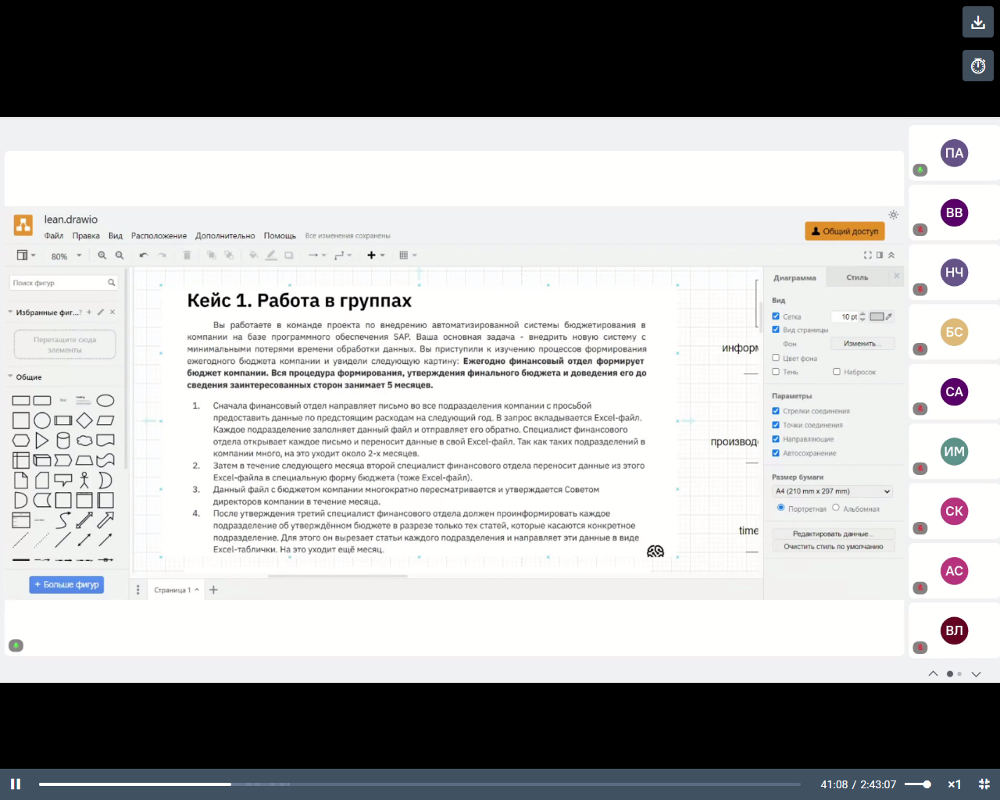 lean.drawio
Файл Правка Вид Расположение Дополнительно Помощь Все изменения сохранены
Общий доступ
80%
Поиск фигур
Избранные фиг...?
Перетащите сюда
элементы
Общие
Text
Больше фигур
Кейс 1. Работа в группах
Вы работаете в команде проекта по внедрению автоматизированной системы бюджетирования в
компании на базе программного обеспечения SAP. Ваша основная задача - внедрить новую систему с
минимальными потерями времени обработки данных. Вы приступили к изучению процессов формирования
ежегодного бюджета компании и увидели следующую картину: Ежегодно финансовый отдел формирует
бюджет компании. Вся процедура формирования, утверждения финального бюджета и доведения его до
сведения заинтересованных сторон занимает 5 месяцев.
1. Сначала финансовый отдел направляет письмо во все подразделения компании с просьбой
предоставить данные по предстоящим расходам на следующий год. В запрос вкладывается Excel-файл.
Каждое подразделение заполняет данный файл и отправляет его обратно. Специалист финансового
отдела открывает каждое письмо и переносит данные в свой Excel-файл. Так как таких подразделений в
компании много, на это уходит около 2-х месяцев.
2. Затем в течение следующего месяца второй специалист финансового отдела переносит данные из этого
Excel-файла в специальную форму бюджета (тоже Excel-файл).
3. Данный файл с бюджетом компании многократно пересматривается и утверждается Советом
директоров компании в течение месяца.
4. После утверждения третий специалист финансового отдела должен проинформировать каждое
подразделение об утверждённом бюджете в разрезе только тех статей, которые касаются конкретное
подразделение. Для этого он вырезает статьи каждого подразделения и направляет эти данные в виде
Excel-таблички. На это уходит ещё месяц.
информ
производ
time
Страница 1
Диаграмма Стиль
Вид
Сетка 10 pt
Вид страницы
Фон Изменить...
Цвет фона
Тень Набросок
Параметры
Стрелки соединения
Точки соединения
Направляющие
Автосохранение
Размер бумаги
A4 (210 mm x 297 mm)
Портретная Альбомная
Редактировать данные...
Очистить стиль по умолчанию
ПА
ВВ
НЧ
БС
СА
ИМ
СК
АС
ВЛ
41:08 / 2:43:07 ×1